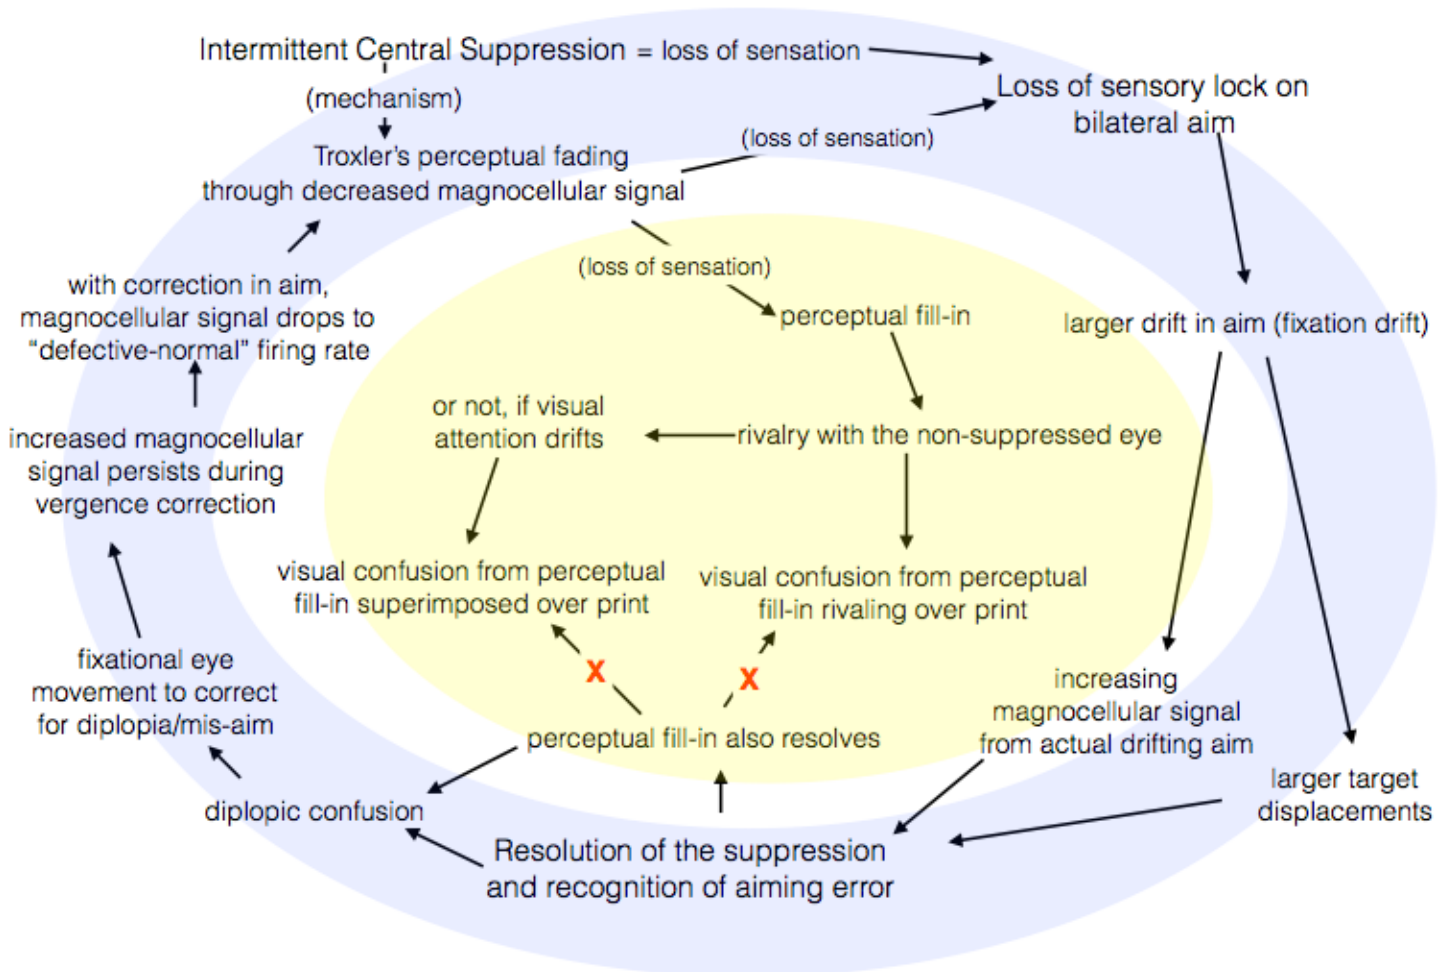 Intermittent Central Suppression = loss of sensation
(mechanism)
Troxler's perceptual fading
through decreased magnocellular signal
(loss of sensation)
Loss of sensory lock on
bilateral aim
(loss of sensation)
perceptual fill-in
larger drift in aim (fixation drift)
with correction in aim,
magnocellular signal drops to
“defective-normal” firing rate
or not, if visual
attention drifts
rivalry with the non-suppressed eye
increased magnocellular
signal persists during
vergence correction
visual confusion from perceptual
fill-in superimposed over print
visual confusion from perceptual
fill-in rivaling over print
X
X
fixational eye
movement to correct
for diplopia/mis-aim
increasing
magnocellular signal
from actual drifting aim
perceptual fill-in also resolves
larger target
displacements
diplopic confusion
Resolution of the suppression
and recognition of aiming error